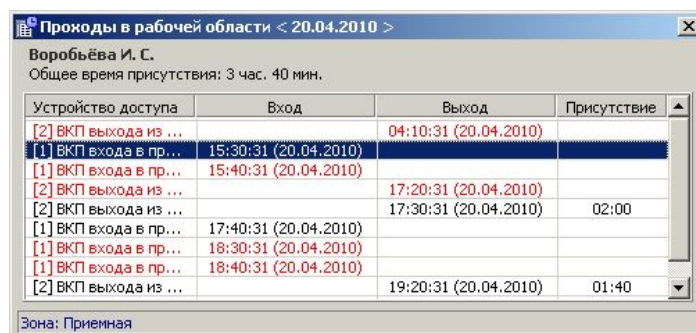 Проходы в рабочей области < 20.04.2010 >
Воробьёва И. С.
Общее время присутствия: 3 час. 40 мин.
Устройство доступа Вход Выход Присутствие
[2] ВКП выхода из ... 04:10:31 (20.04.2010)
[1] ВКП входа в пр... 15:30:31 (20.04.2010)
[1] ВКП входа в пр... 15:40:31 (20.04.2010)
[2] ВКП выхода из ... 17:20:31 (20.04.2010)
[2] ВКП выхода из ... 17:30:31 (20.04.2010) 02:00
[1] ВКП входа в пр... 17:40:31 (20.04.2010)
[1] ВКП входа в пр... 18:30:31 (20.04.2010)
[1] ВКП входа в пр... 18:40:31 (20.04.2010)
[2] ВКП выхода из ... 19:20:31 (20.04.2010) 01:40
Зона: Приемная